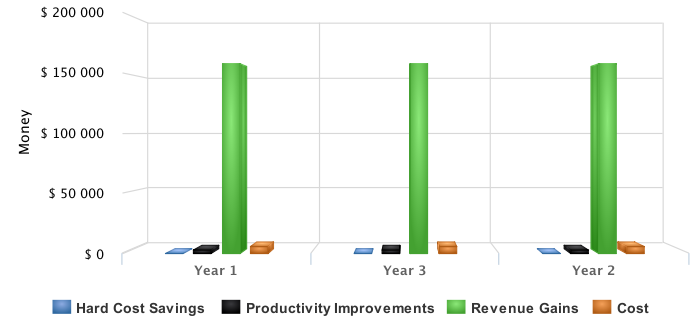 $ 200 000
$ 150 000
$ 100 000
$ 50 000
$ 0
Money
Year 1 Year 3 Year 2
Hard Cost Savings Productivity Improvements Revenue Gains Cost